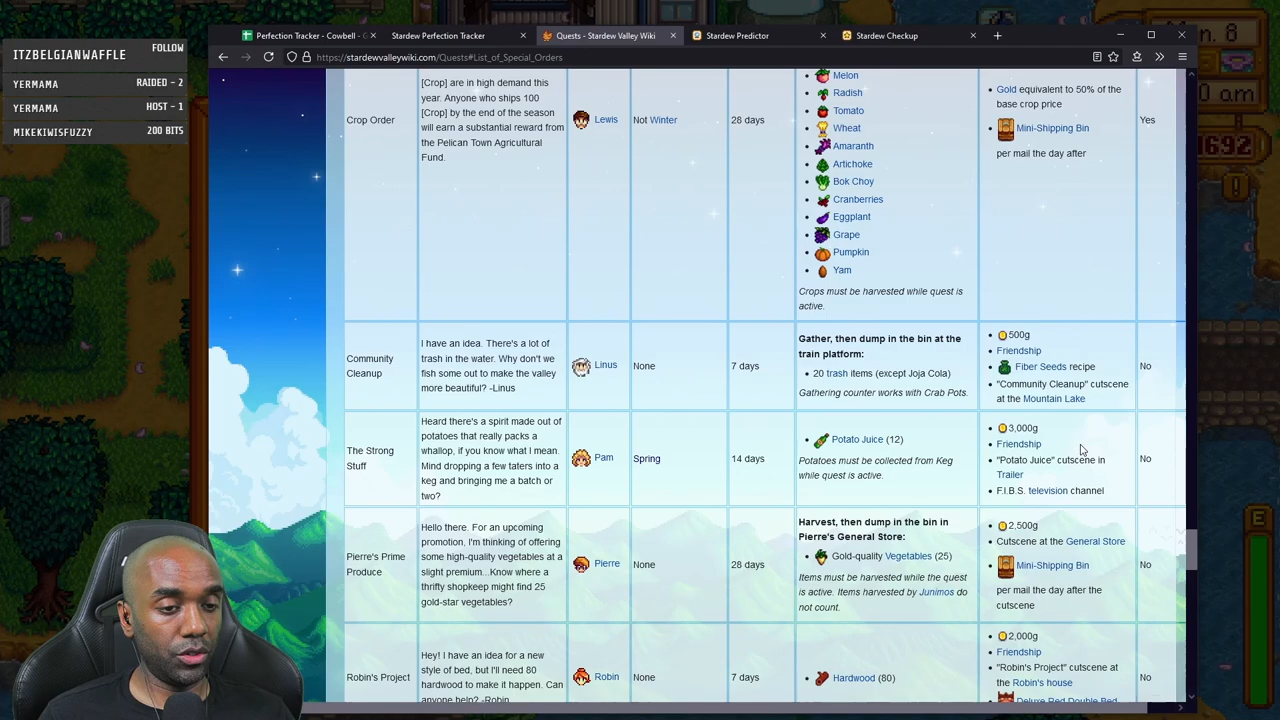 ITZBELGIANWAFFLE FOLLOW
YERMAMA RAIDED - 2
YERMAMA HOST - 1
MIKEKIWISFUZZY 200 BITS
Perfection Tracker - Cowbell -
Stardew Perfection Tracker
Quests - Stardew Valley Wiki
Stardew Predictor
Stardew Checkup
https://stardewvalleywiki.com/Quests#List_of_Special_Orders
Crop Order
[Crop] are in high demand this
year. Anyone who ships 100
[Crop] by the end of the season
will earn a substantial reward from
the Pelican Town Agricultural
Fund.
Lewis
Not Winter
28 days
Melon
Radish
Tomato
Wheat
Amaranth
Artichoke
Bok Choy
Cranberries
Eggplant
Grape
Pumpkin
Yam
Crops must be harvested while quest is
active.
Gold equivalent to 50% of the
base crop price
Mini-Shipping Bin
per mail the day after
Yes
Community
Cleanup
I have an idea. There's a lot of
trash in the water. Why don't we
fish some out to make the valley
more beautiful? -Linus
Linus
None
7 days
Gather, then dump in the bin at the
train platform:
20 trash items (except Joja Cola)
Gathering counter works with Crab Pots.
500g
Friendship
Fiber Seeds recipe
"Community Cleanup" cutscene
at the Mountain Lake
No
The Strong
Stuff
Heard there's a spirit made out of
potatoes that really packs a
whallop, if you know what I mean.
Mind dropping a few taters into a
keg and bringing me a batch or
two?
Pam
Spring
14 days
Potato Juice (12)
Potatoes must be collected from Keg
while quest is active.
3,000g
Friendship
"Potato Juice" cutscene in
Trailer
F.I.B.S. television channel
No
Pierre's Prime
Produce
Hello there. For an upcoming
promotion, I'm thinking of offering
some high-quality vegetables at a
slight premium...Know where a
thrifty shopkeep might find 25
gold-star vegetables?
Pierre
None
28 days
Harvest, then dump in the bin in
Pierre's General Store:
Gold-quality Vegetables (25)
Items must be harvested while the quest
is active. Items harvested by Junimos do
not count.
2,500g
Cutscene at the General Store
Mini-Shipping Bin
per mail the day after the
cutscene
No
Robin's Project
Hey! I have an idea for a new
style of bed, but I'll need 80
hardwood to make it happen. Can
anyone help? -Robin
Robin
None
7 days
Hardwood (80)
2,000g
Friendship
"Robin's Project" cutscene at
the Robin's house
Deluxe Red Double Bed
No
n. 8
0 am
1692
E